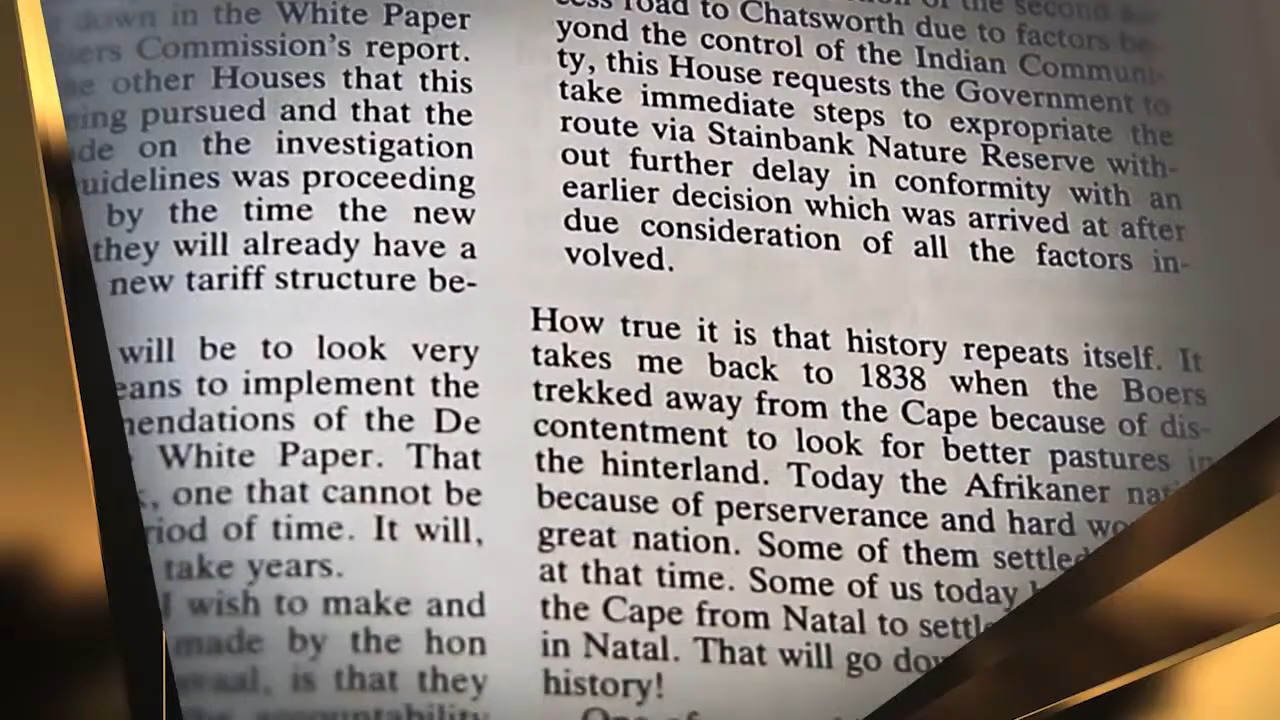 down in the White Paper
Commission's report.
other Houses that this
being pursued and that the
on the investigation
guidelines was proceeding
by the time the new
they will already have a
new tariff structure be-
will be to look very
to implement the
of the De
White Paper. That
one that cannot be
of time. It will,
take years.
I wish to make and
made by the hon
is that they
accountability
of the second
road to Chatsworth due to factors be-
yond the control of the Indian Communi-
ty, this House requests the Government to
take immediate steps to expropriate the
route via Stainbank Nature Reserve with-
out further delay in conformity with an
earlier decision which was arrived at after
due consideration of all the factors in-
volved.
How true it is that history repeats itself. It
takes me back to 1838 when the Boers
trekked away from the Cape because of dis-
contentment to look for better pastures in
the hinterland. Today the Afrikaner
because of perserverance and hard
great nation. Some of them settled
at that time. Some of us today
the Cape from Natal to
in Natal. That will go
history!
One of